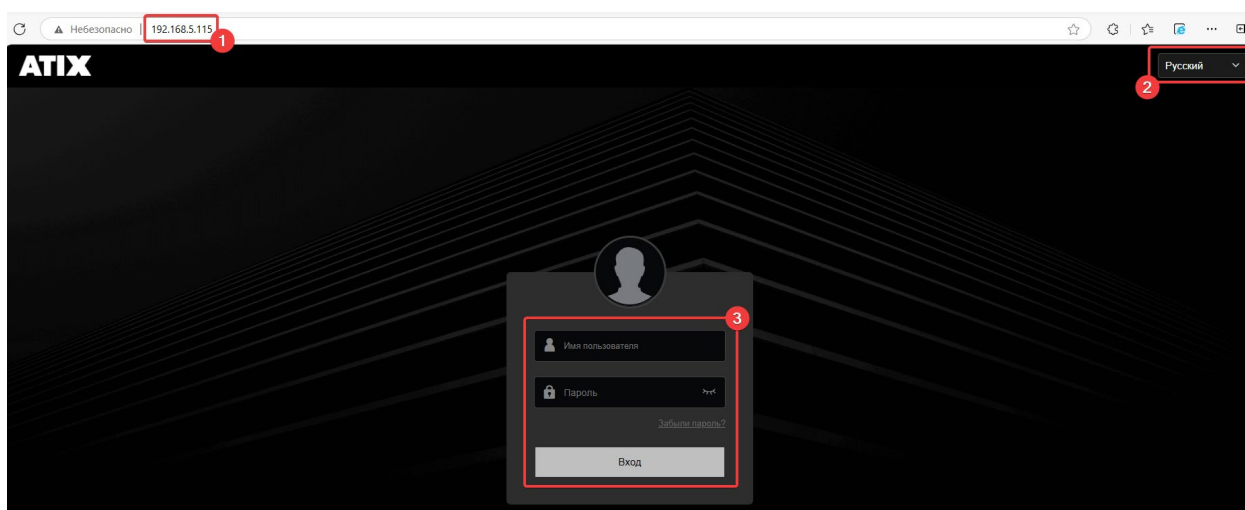 Небезопасно 192.168.5.115
1
ATIX
Русский
2
3
Имя пользователя
Пароль
Забыли пароль?
Вход